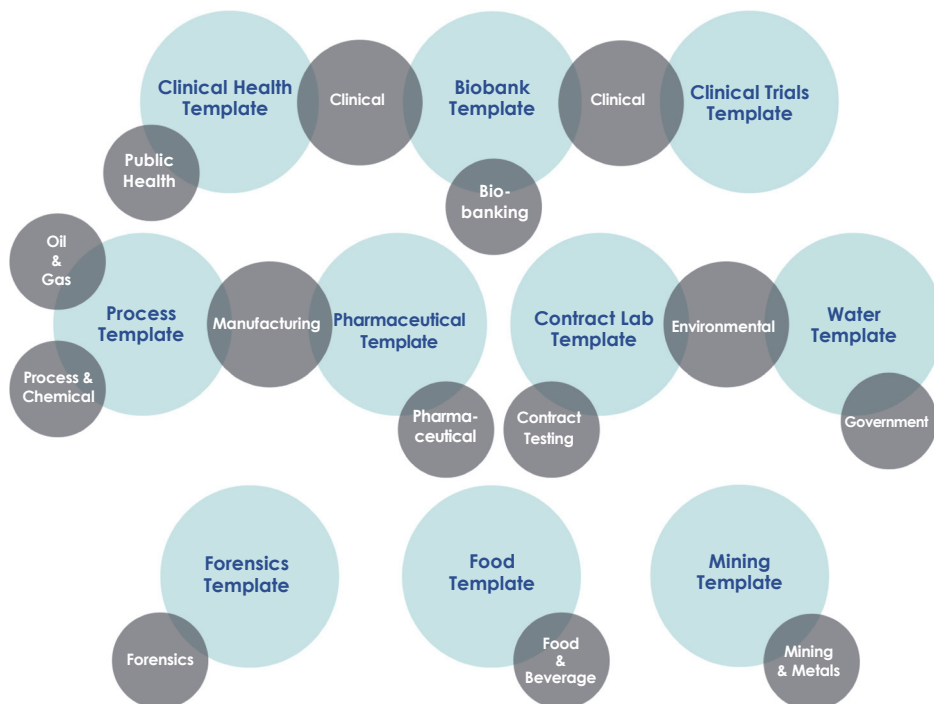 Clinical Health
Template
Clinical
Biobank
Template
Clinical
Clinical Trials
Template
Public
Health
Bio-
banking
Oil
&
Gas
Process
Template
Manufacturing
Pharmaceutical
Template
Contract Lab
Template
Environmental
Water
Template
Process &
Chemical
Pharma-
ceutical
Contract
Testing
Government
Forensics
Template
Food
Template
Mining
Template
Forensics
Food
&
Beverage
Mining
& Metals